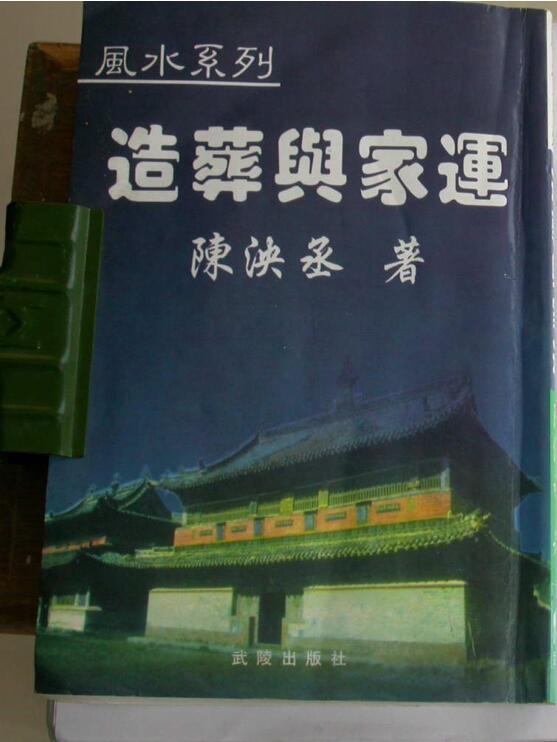 風水系列
造葬與家運
陳泱丞 著
武陵出版社